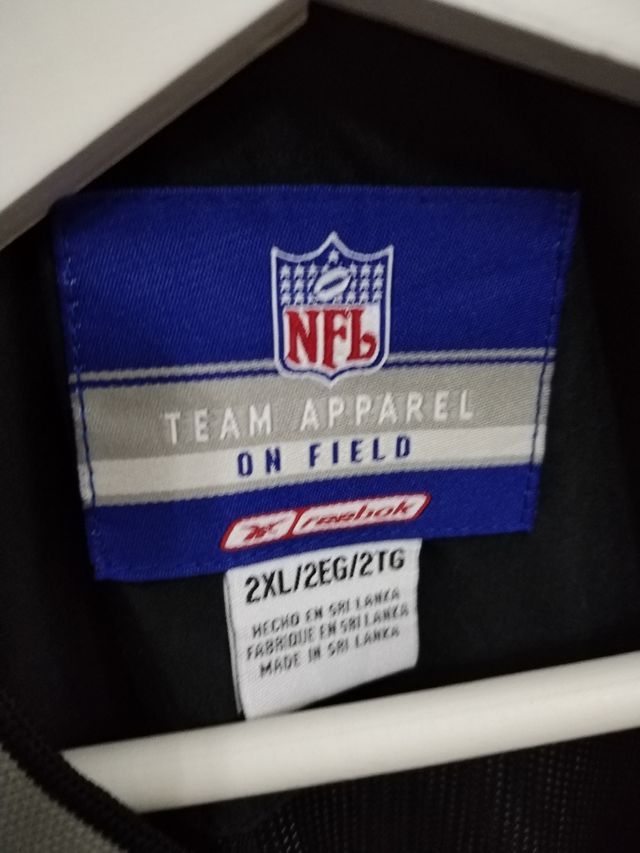 NFL
TEAM APPAREL
ON FIELD
Reebok
2XL/2EG/2TG
HECHO EN SRI LANKA
FABRIQUE EN SRI LANKA
MADE IN SRI LANKA